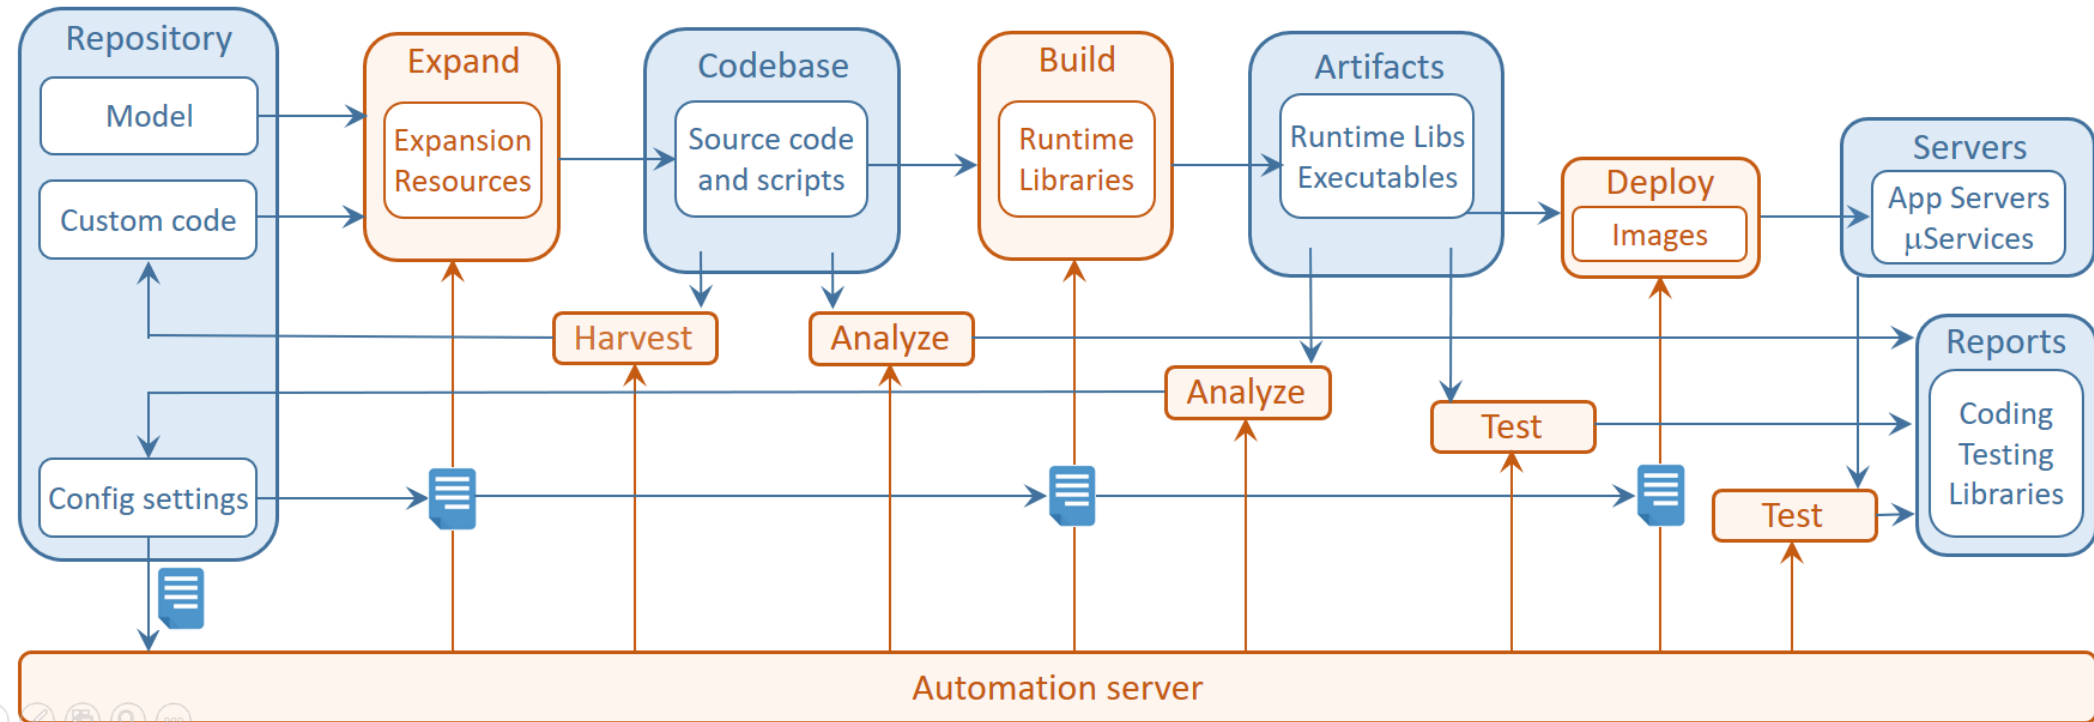 Repository
Model
Custom code
Config settings
Expand
Expansion
Resources
Codebase
Source code
and scripts
Build
Runtime
Libraries
Artifacts
Runtime Libs
Executables
Deploy
Images
Servers
App Servers
μServices
Harvest
Analyze
Analyze
Test
Test
Reports
Coding
Testing
Libraries
Automation server